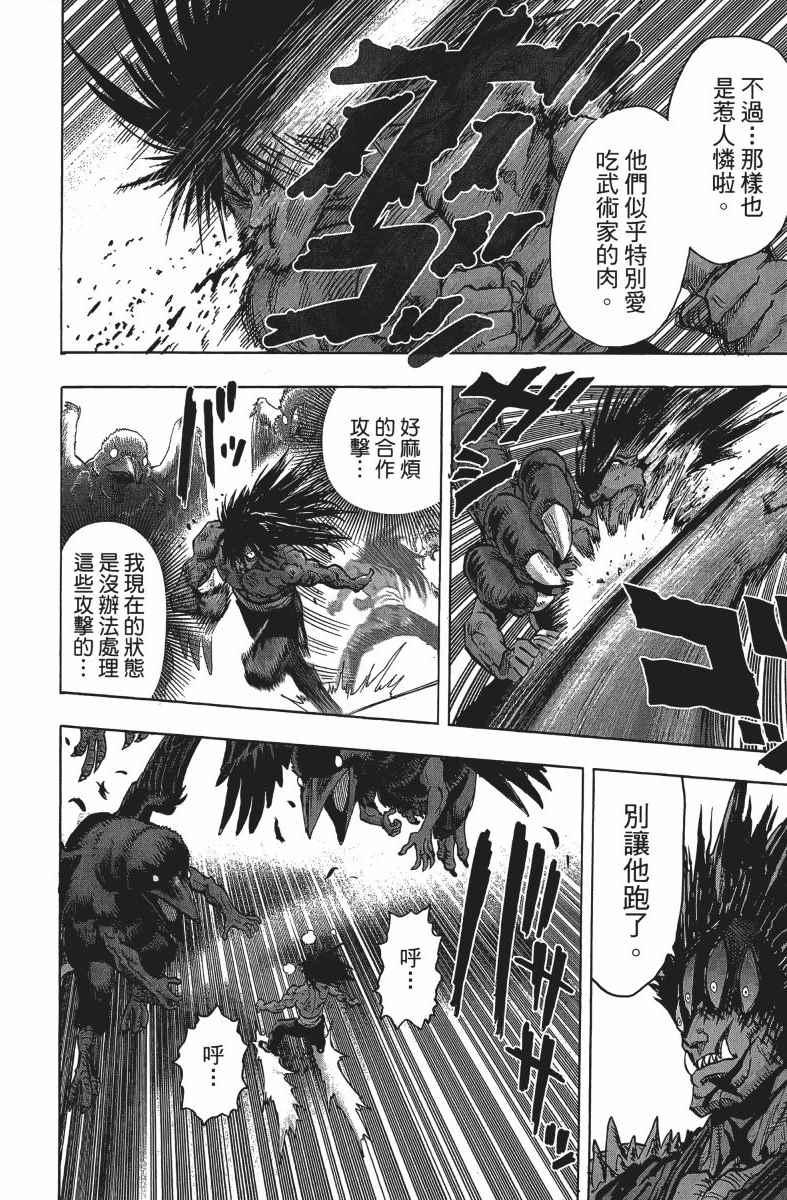 不過…那樣也
是惹人憐啦。
他們似乎特別愛
吃武術家的肉。
好麻煩
的合作
攻擊…
我現在的狀態
是沒辦法處理
這些攻擊的…
別讓他跑了。
呼…
呼…